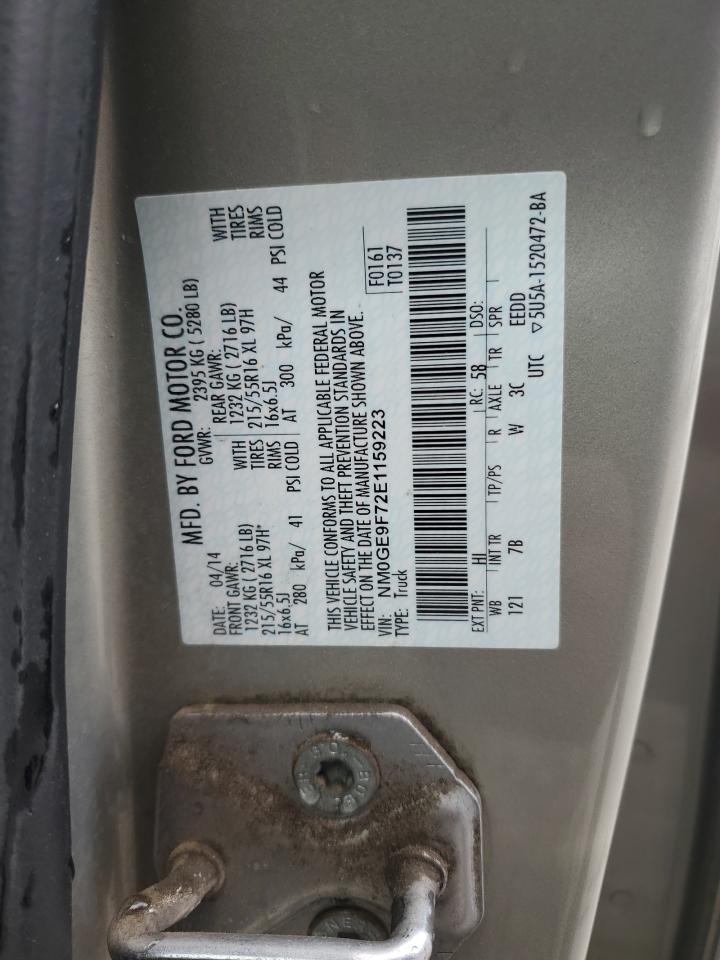 MFD. BY FORD MOTOR CO.
DATE: 04/14 GVWR: 2395 KG ( 5280 LB)
FRONT GAWR: REAR GAWR:
1232 KG ( 2716 LB) WITH 1232 KG ( 2716 LB) WITH
215/55R16 XL 97H* TIRES 215/55R16 XL 97H TIRES
16x6.5J RIMS 16x6.5J RIMS
AT 280 kPa/ 41 PSI COLD AT 300 kPa/ 44 PSI COLD
THIS VEHICLE CONFORMS TO ALL APPLICABLE FEDERAL MOTOR
VEHICLE SAFETY AND THEFT PREVENTION STANDARDS IN
EFFECT ON THE DATE OF MANUFACTURE SHOWN ABOVE.
VIN: NM0GE9F72E1159223 F0161
TYPE: Truck T0137
EXT PNT: HI RC: 58 DSO:
WB INT TR TP/PS R AXLE TR SPR
121 7B W 3C EEDD
UTC ▽5U5A-1520472-BA